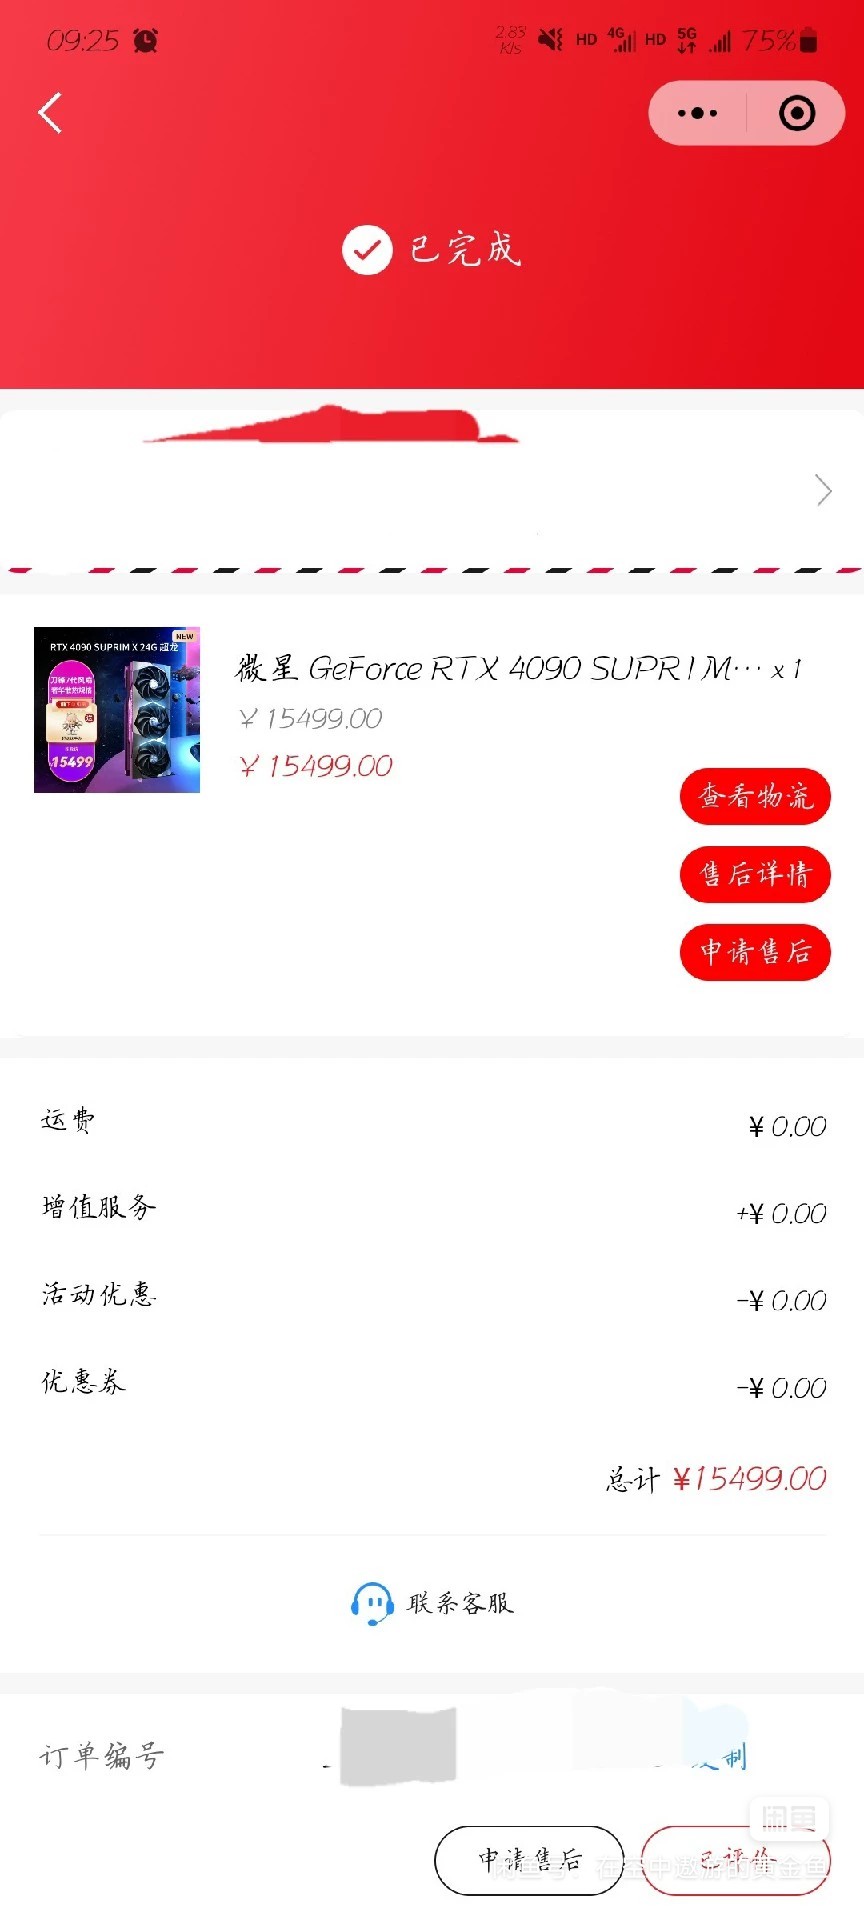 09:25
2.83 K/s HD 4G HD 5G 75%
已完成
NEW
RTX 4090 SUPRIM X 24G 超龙
15499
微星 GeForce RTX 4090 SUPRIM… x1
¥ 15499.00
¥ 15499.00
查看物流
售后详情
申请售后
运费 ¥ 0.00
增值服务 +¥ 0.00
活动优惠 -¥ 0.00
优惠券 -¥ 0.00
总计 ¥15499.00
联系客服
订单编号
制
闲鱼
申请售后 已评价
闲鱼号：在空中遨游的黄金鱼